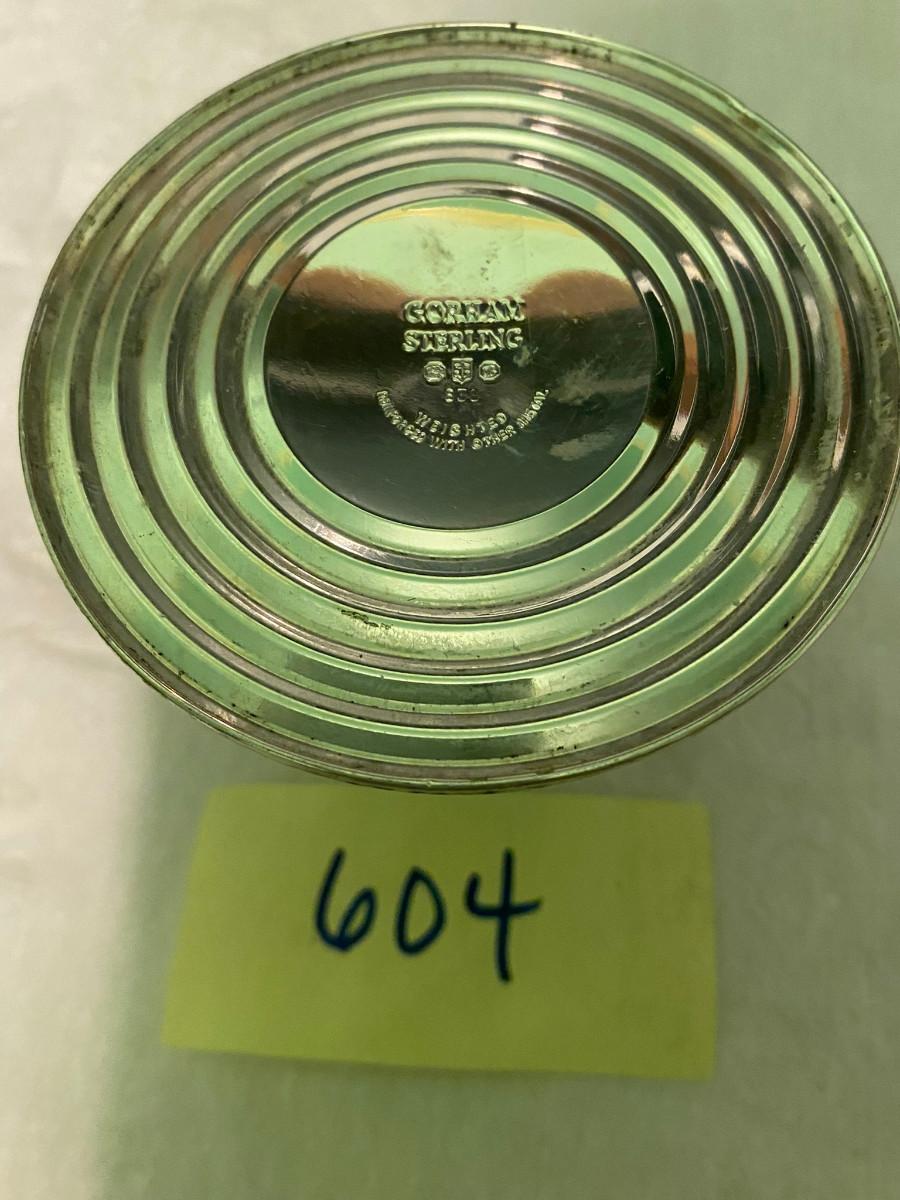 GORHAM
STERLING
WEIGHTED
REINFORCED WITH OTHER METAL
604